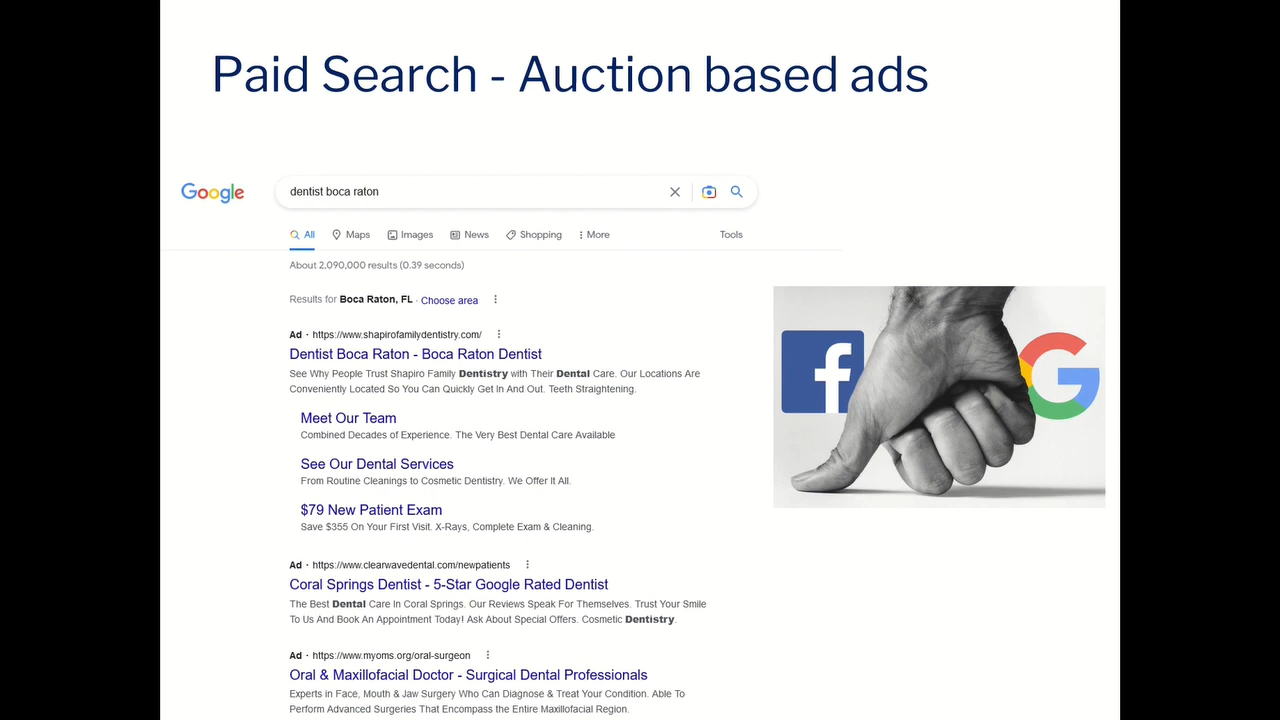 Paid Search - Auction based ads
Google
dentist boca raton
All Maps Images News Shopping More Tools
About 2,090,000 results (0.39 seconds)
Results for Boca Raton, FL · Choose area
Ad · https://www.shapirofamilydentistry.com/
Dentist Boca Raton - Boca Raton Dentist
See Why People Trust Shapiro Family Dentistry with Their Dental Care. Our Locations Are
Conveniently Located So You Can Quickly Get In And Out. Teeth Straightening.
Meet Our Team
Combined Decades of Experience. The Very Best Dental Care Available
See Our Dental Services
From Routine Cleanings to Cosmetic Dentistry. We Offer It All.
$79 New Patient Exam
Save $355 On Your First Visit. X-Rays, Complete Exam & Cleaning.
Ad · https://www.clearwavedental.com/newpatients
Coral Springs Dentist - 5-Star Google Rated Dentist
The Best Dental Care In Coral Springs. Our Reviews Speak For Themselves. Trust Your Smile
To Us And Book An Appointment Today! Ask About Special Offers. Cosmetic Dentistry.
Ad · https://www.myoms.org/oral-surgeon
Oral & Maxillofacial Doctor - Surgical Dental Professionals
Experts in Face, Mouth & Jaw Surgery Who Can Diagnose & Treat Your Condition. Able To
Perform Advanced Surgeries That Encompass the Entire Maxillofacial Region.
f
G